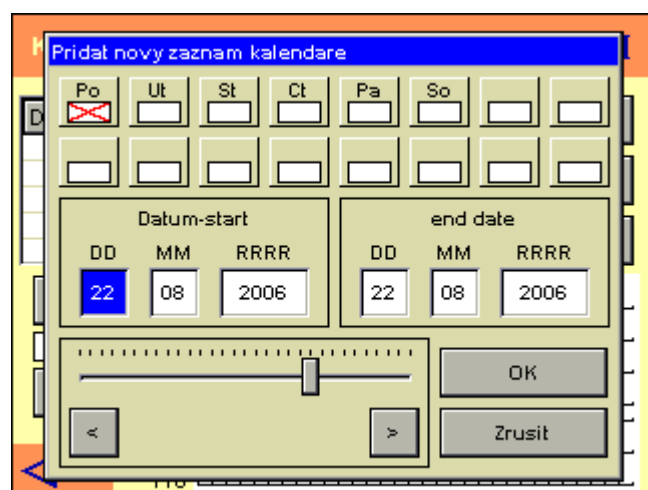 K
Pridat novy zaznam kalendare
Po Ut St Ct Pa So
D
Datum-start end date
DD MM RRRR DD MM RRRR
22 08 2006 22 08 2006
OK
< > Zrusit